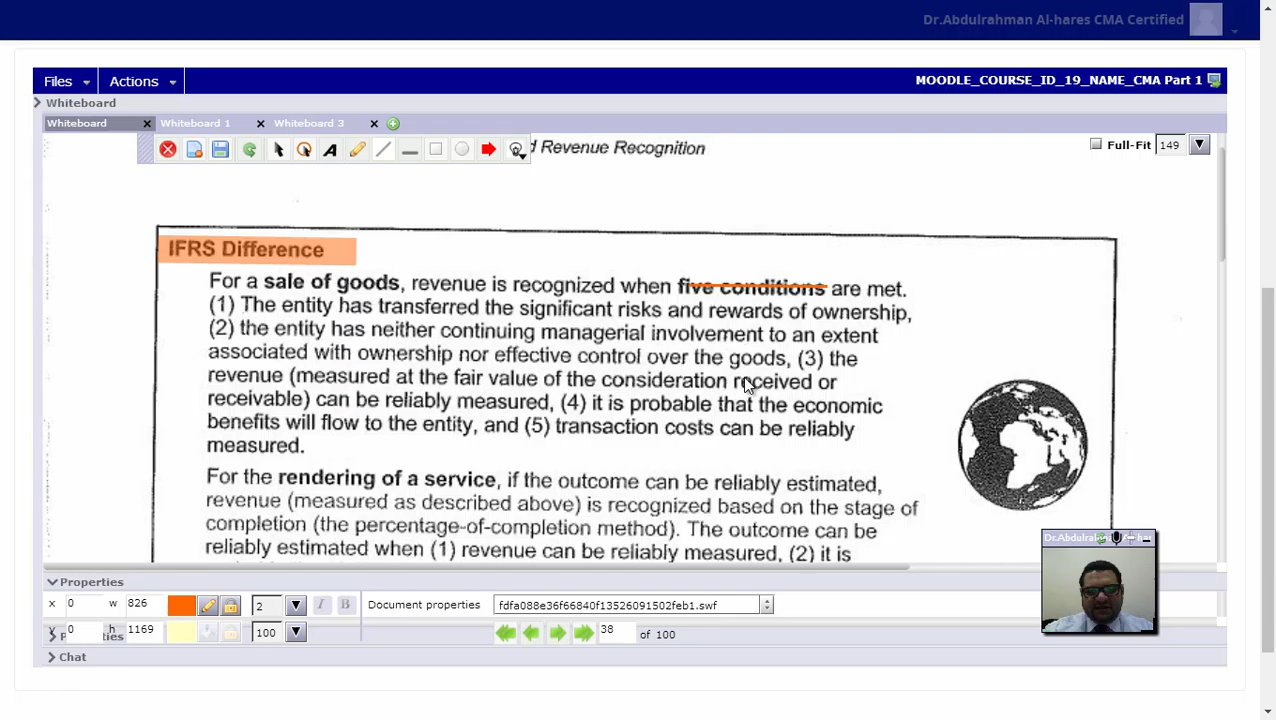 Dr.Abdulrahman Al-hares CMA Certified
Files Actions MOODLE_COURSE_ID_19_NAME_CMA Part 1
Whiteboard
Whiteboard Whiteboard 1 Whiteboard 3
A d Revenue Recognition Full-Fit 149
IFRS Difference
For a sale of goods, revenue is recognized when five conditions are met.
(1) The entity has transferred the significant risks and rewards of ownership,
(2) the entity has neither continuing managerial involvement to an extent
associated with ownership nor effective control over the goods, (3) the
revenue (measured at the fair value of the consideration received or
receivable) can be reliably measured, (4) it is probable that the economic
benefits will flow to the entity, and (5) transaction costs can be reliably
measured.
For the rendering of a service, if the outcome can be reliably estimated,
revenue (measured as described above) is recognized based on the stage of
completion (the percentage-of-completion method). The outcome can be
reliably estimated when (1) revenue can be reliably measured, (2) it is
Dr.Abdulrahm
Properties
x 0 w 826 2 I B Document properties fdfa088e36f66840f13526091502feb1.swf
y 0 h 1169 100 38 of 100
Chat